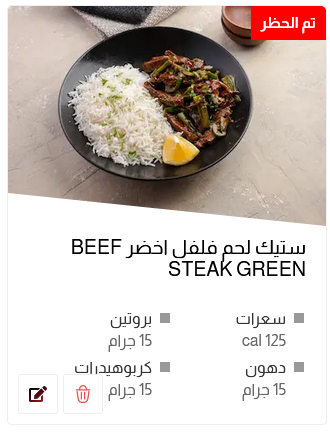 تم الحظر
ستيك لحم فلفل اخضر BEEF
STEAK GREEN
سعرات
125 cal
بروتين
15 جرام
دهون
15 جرام
كربوهيدرات
15 جرام